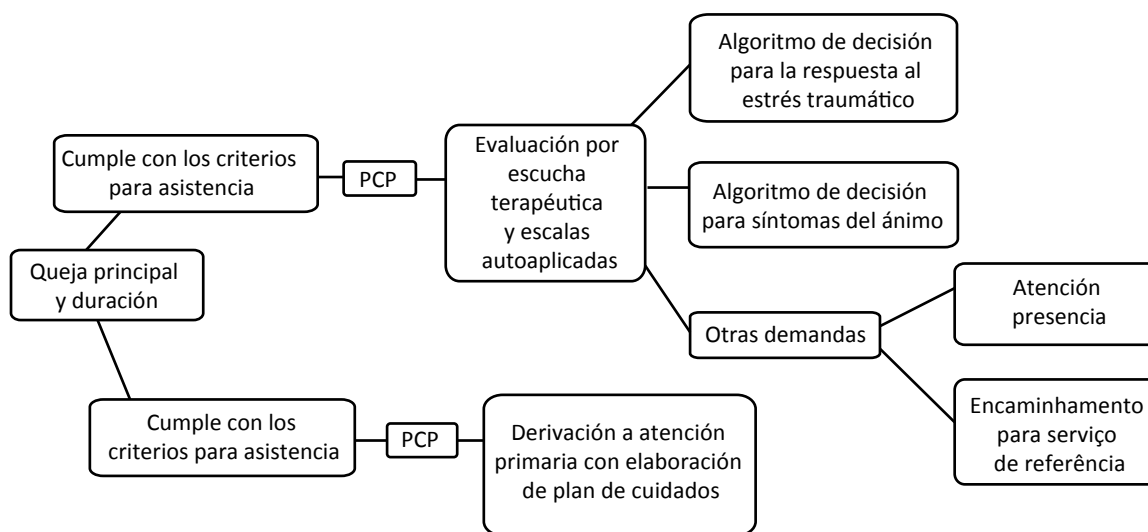 Queja principal
y duración
Cumple con los criterios
para asistencia
PCP
Evaluación por
escucha
terapéutica
y escalas
autoaplicadas
Algoritmo de decisión
para la respuesta al
estrés traumático
Algoritmo de decisión
para síntomas del ánimo
Otras demandas
Atención
presencia
Encaminhamento
para serviço
de referência
Cumple con los
criterios para asistencia
PCP
Derivación a atención
primaria con elaboración
de plan de cuidados